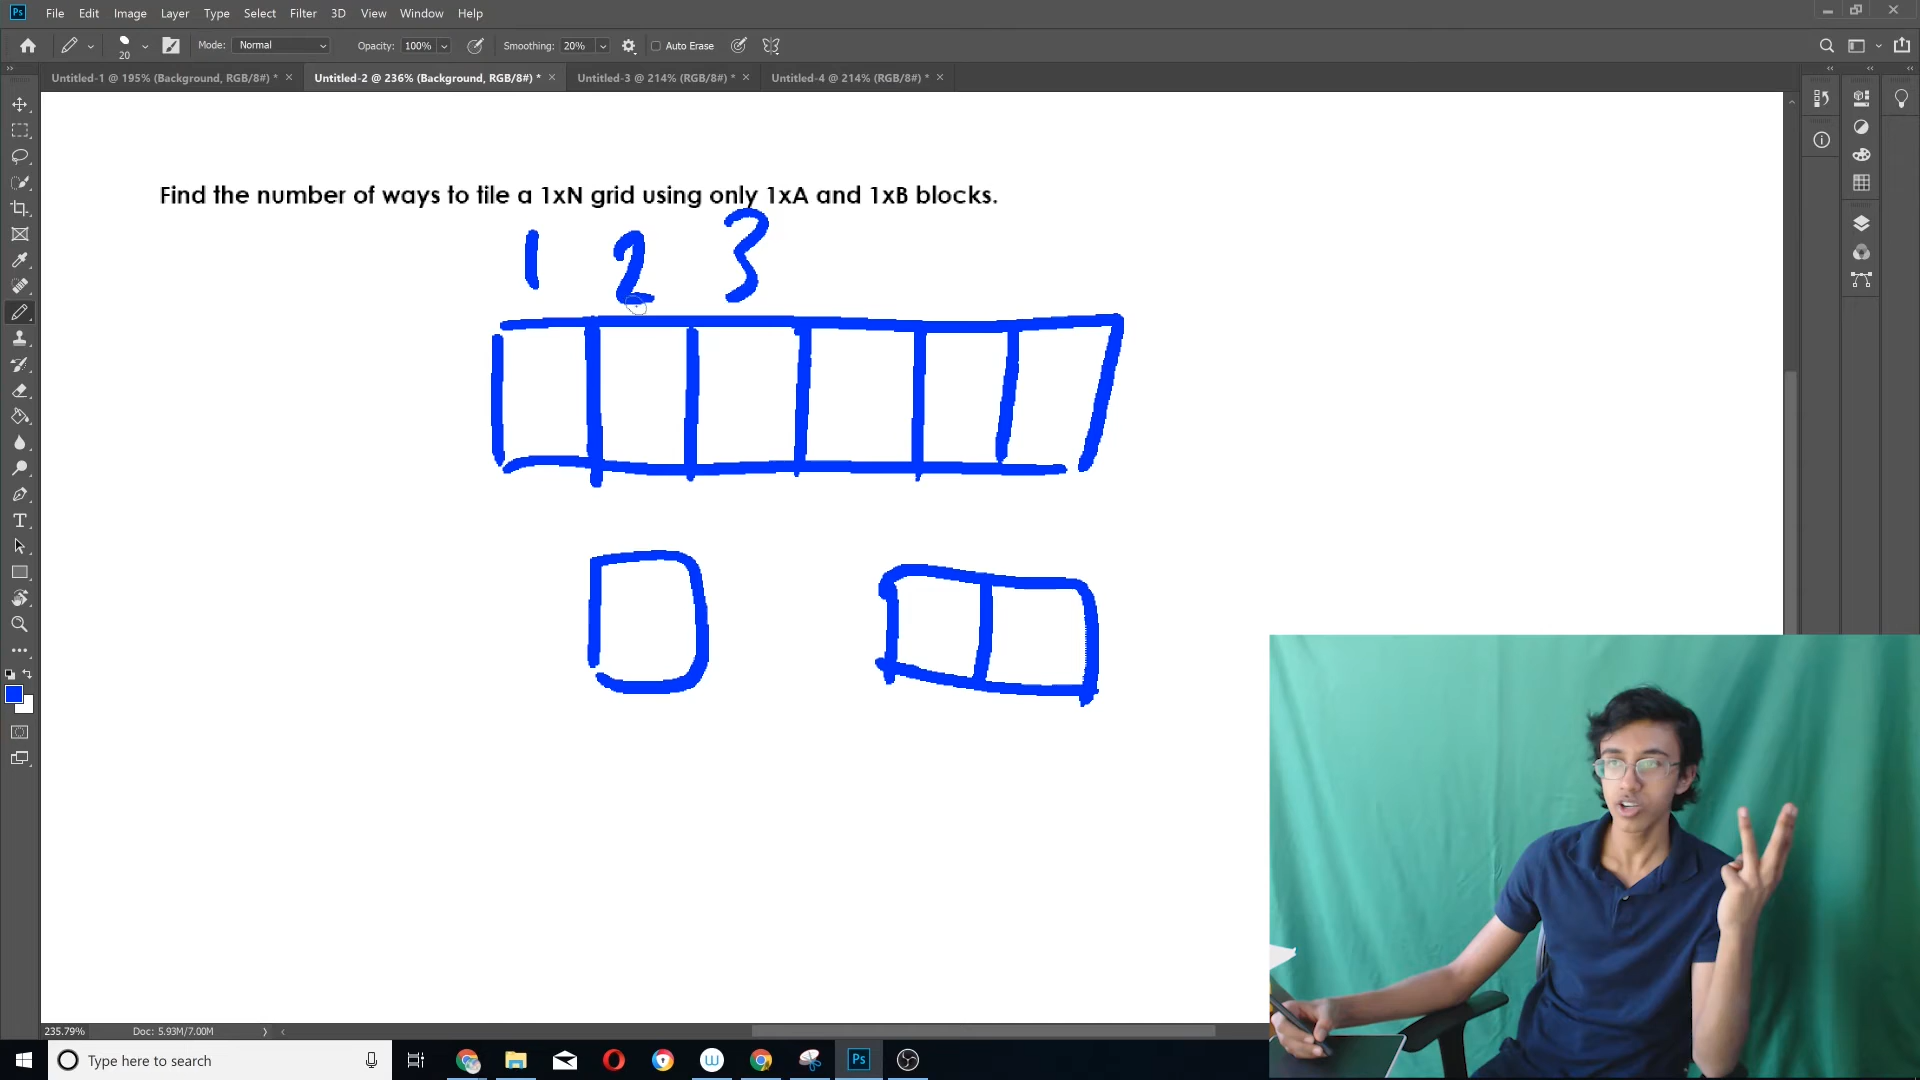 Ps File Edit Image Layer Type Select Filter 3D View Window Help
20 Mode: Normal Opacity: 100% Smoothing: 20% Auto Erase
Untitled-1 @ 195% (Background, RGB/8#) * × Untitled-2 @ 236% (Background, RGB/8#) * × Untitled-3 @ 214% (RGB/8#) * × Untitled-4 @ 214% (RGB/8#) * ×
Find the number of ways to tile a 1xN grid using only 1xA and 1xB blocks.
1 2 3
235.79% Doc: 5.93M/7.00M
Type here to search
Ps